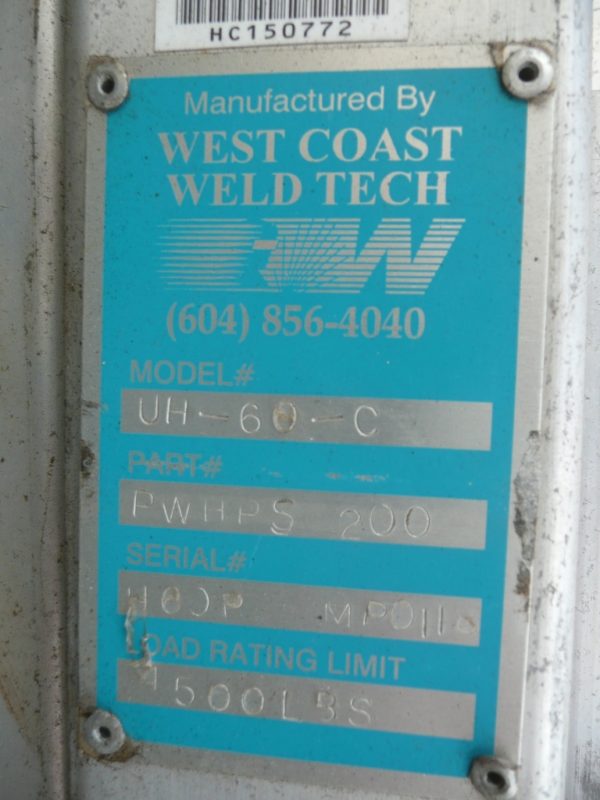 HC150772
Manufactured By
WEST COAST
WELD TECH
(604) 856-4040
MODEL#
UH-60-C
PART#
PWHPS 200
SERIAL#
LOAD RATING LIMIT